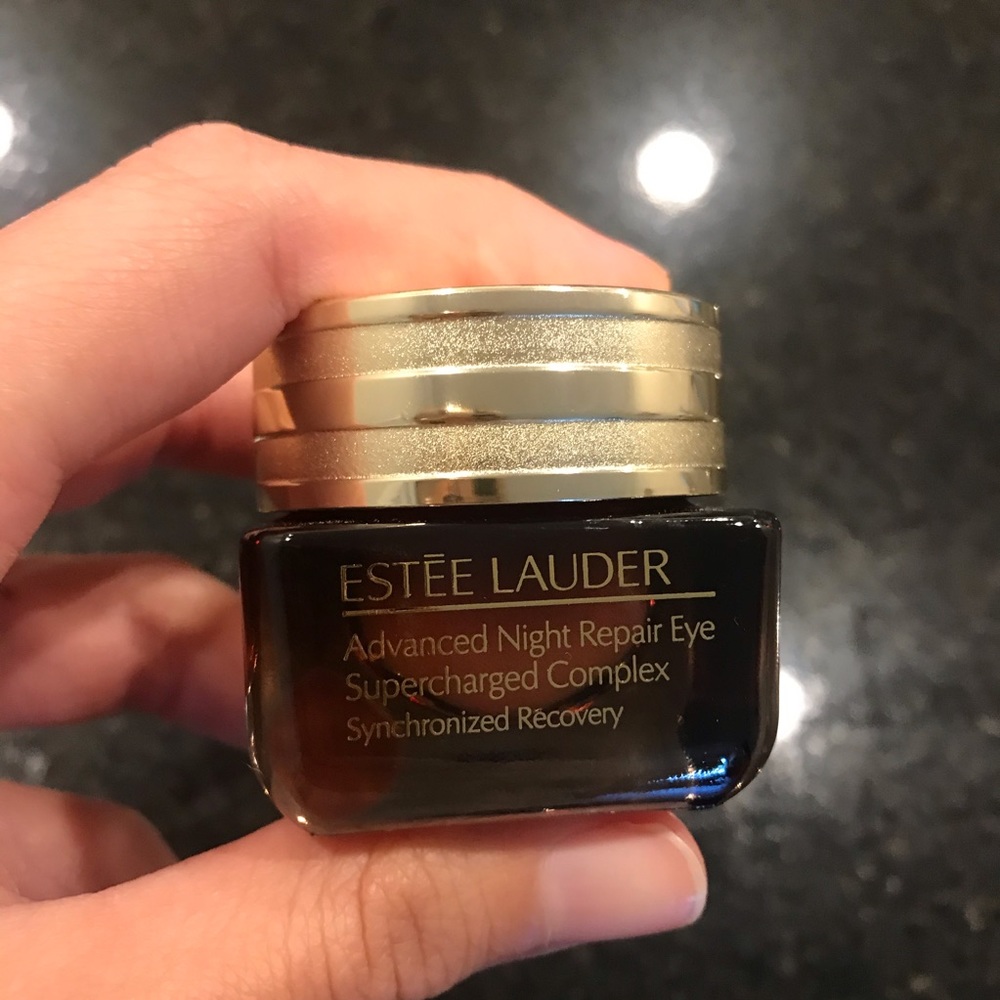 ESTĒE LAUDER
Advanced Night Repair Eye
Supercharged Complex
Synchronized Recovery